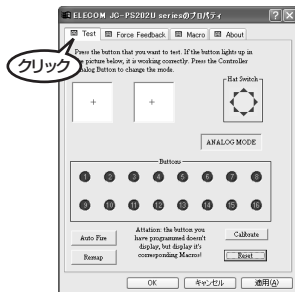 ELECOM JC-PS202U seriesのプロパティ
Test Force Feedback Macro About
クリック
Press the button that you want to test. If the button lights up in
picture below, it is working correctly. Press the Controller
Analog Button to change the mode.
Hat Switch
ANALOG MODE
Buttons
1 2 3 4 5 6 7 8
9 10 11 12 13 14 15 16
Auto Fire
Remap
Attation: the button you
have programmed doesn't
display, but display it's
corresponding Macros!
Calibrate
Reset
OK キャンセル 適用(A)